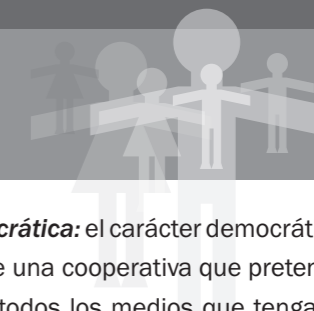 crática: el carácter democrát
e una cooperativa que preten
todos los medios que tenga